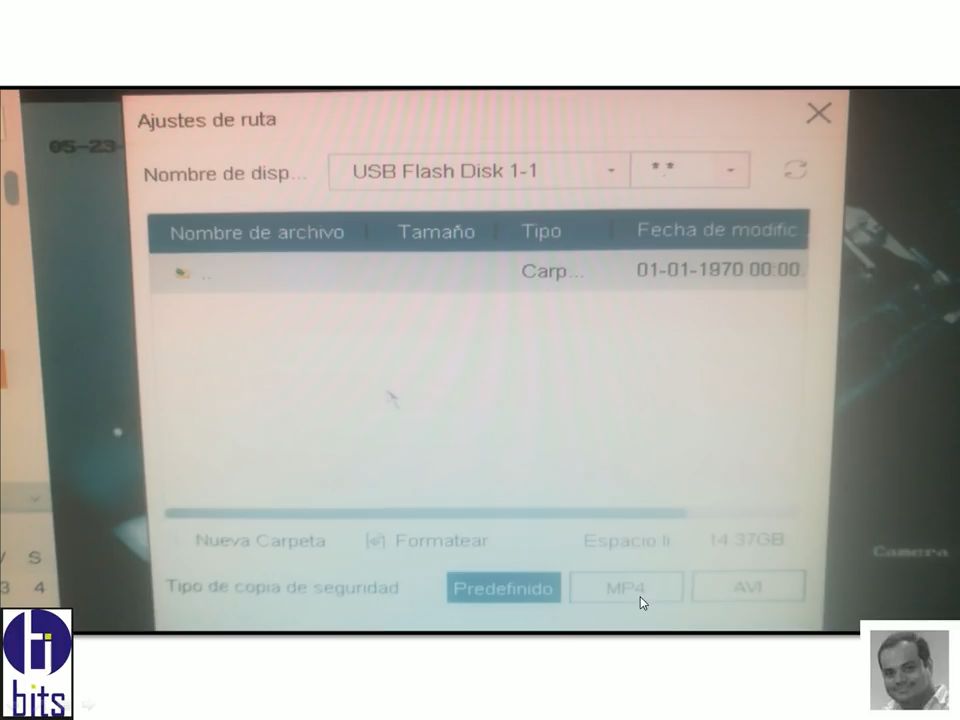 Ajustes de ruta
05-23-
Nombre de disp... USB Flash Disk 1-1 *.*
Nombre de archivo Tamaño Tipo Fecha de modific
.. Carp... 01-01-1970 00:00
Nueva Carpeta Formatear Espacio li 14.37GB
Camera
S
3 4
Tipo de copia de seguridad Predefinido MP4 AVI
bits